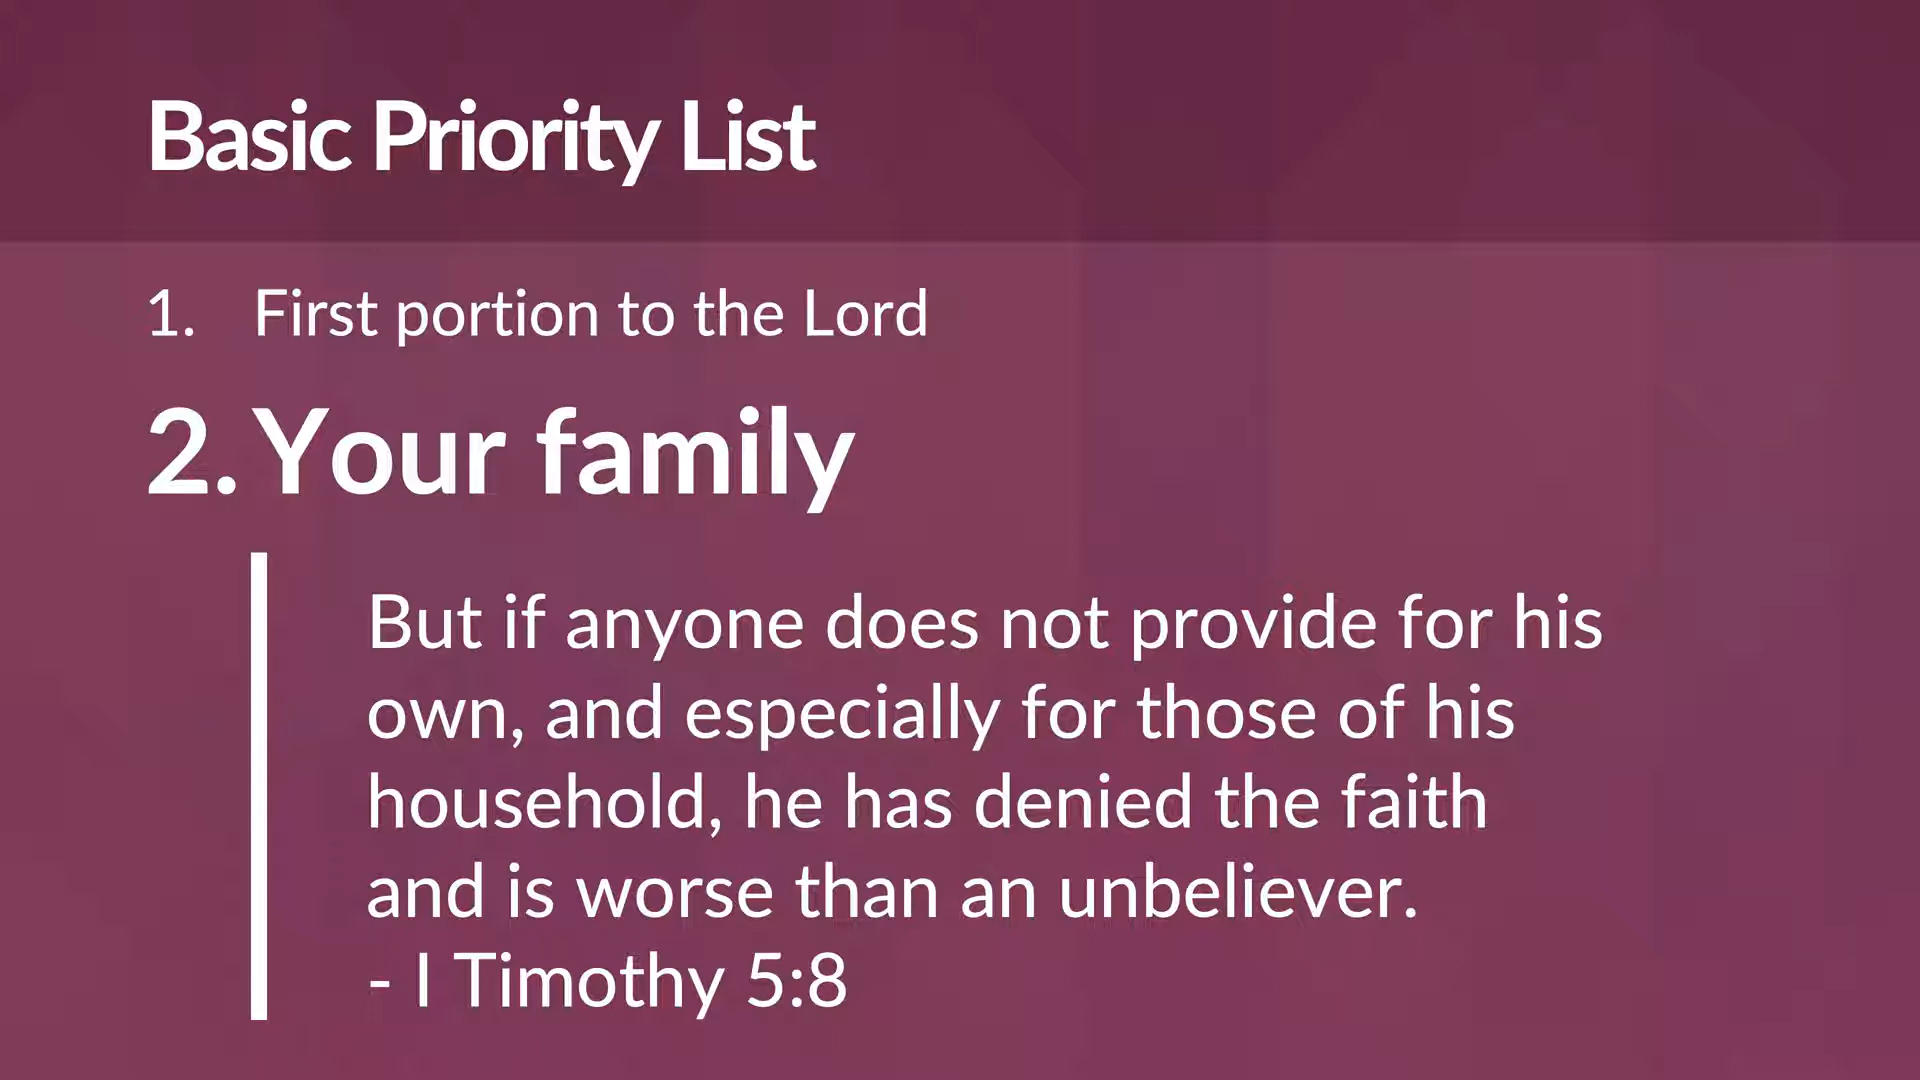 Basic Priority List
1. First portion to the Lord
2. Your family
But if anyone does not provide for his
own, and especially for those of his
household, he has denied the faith
and is worse than an unbeliever.
- I Timothy 5:8